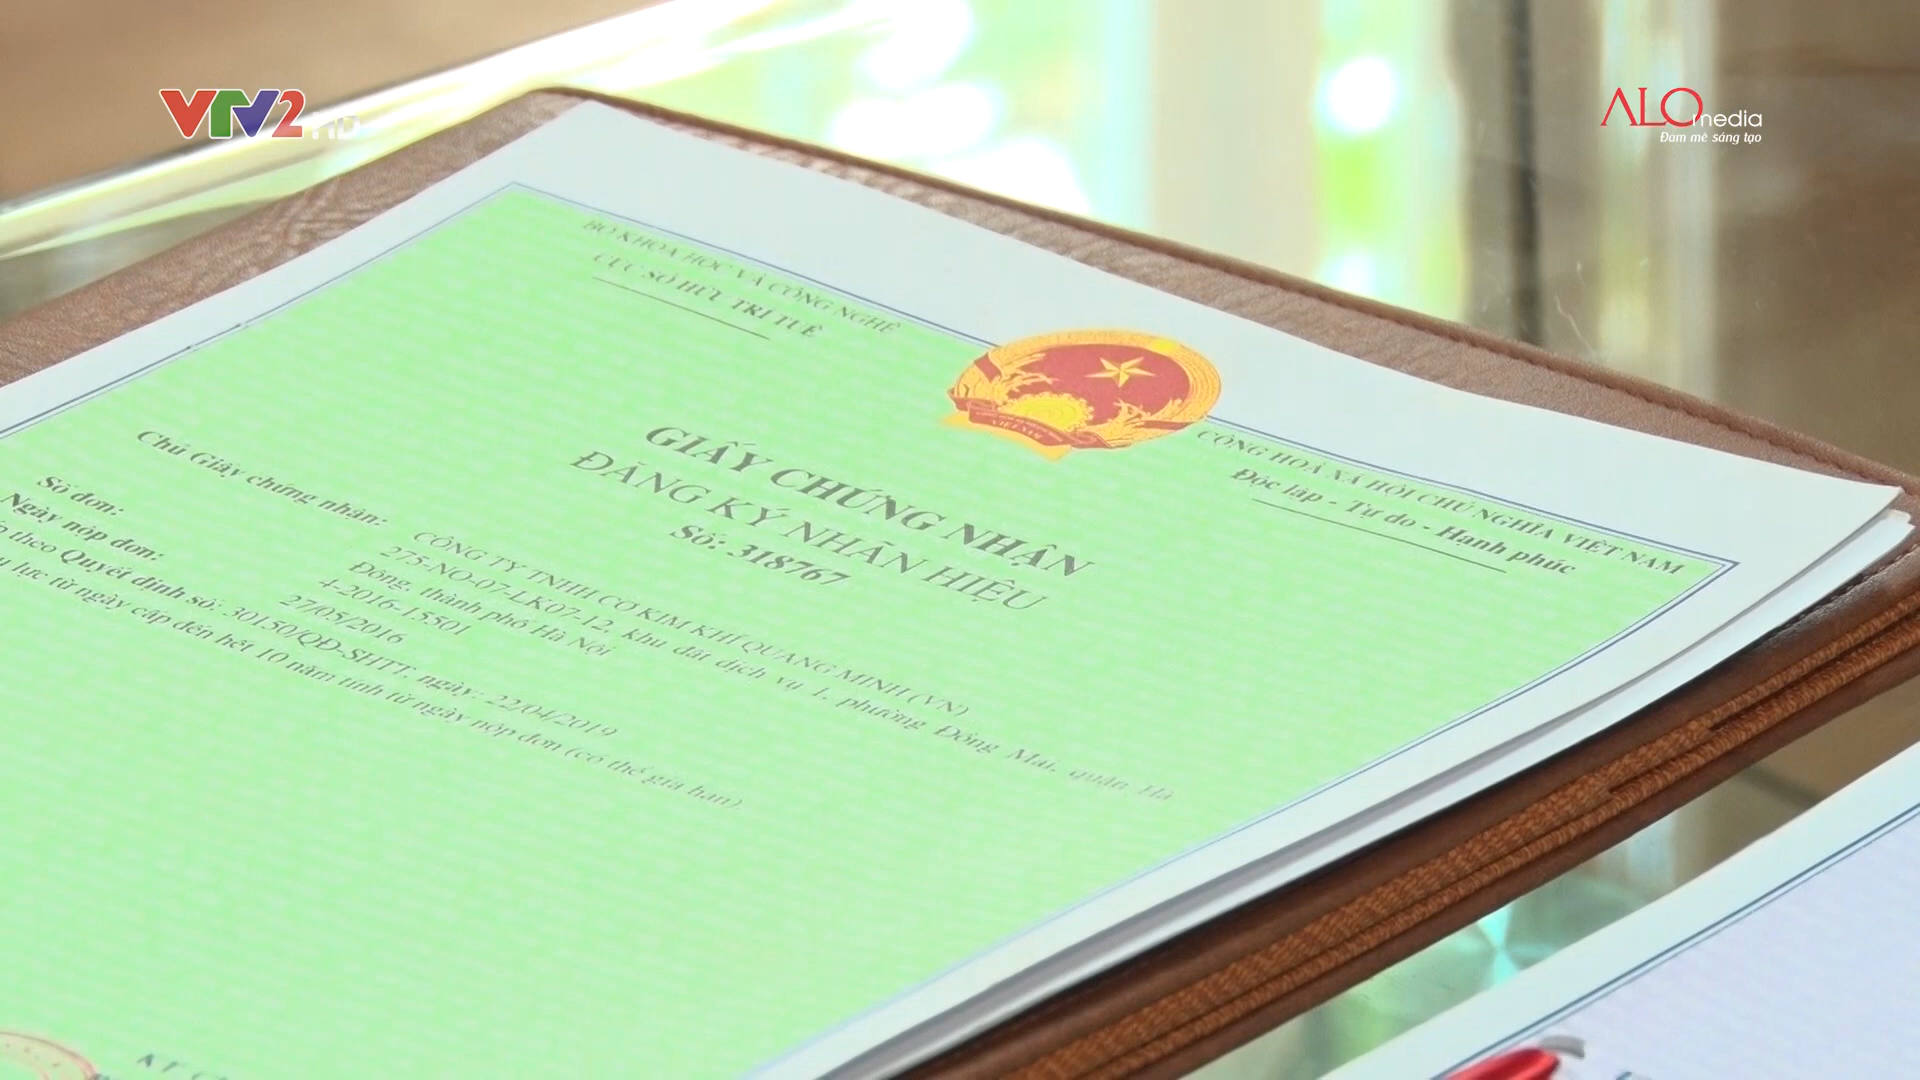 VTV2 HD
ALO media
Đam mê sáng tạo
BỘ KHOA HỌC VÀ CÔNG NGHỆ
CỤC SỞ HỮU TRÍ TUỆ
CỘNG HOÀ XÃ HỘI CHỦ NGHĨA VIỆT NAM
Độc lập - Tự do - Hạnh phúc
GIẤY CHỨNG NHẬN
ĐĂNG KÝ NHÃN HIỆU
Số: 318767
Chủ Giấy chứng nhận: CÔNG TY TNHH CƠ KIM KHÍ QUANG MINH (VN)
275-NO-07-LK07-12, khu đất dịch vụ 1, phường Đồng Mai, quận Hà
Đông, thành phố Hà Nội
Số đơn: 4-2016-15501
Ngày nộp đơn: 27/05/2016
theo Quyết định số: 30150/QĐ-SHTT, ngày: 22/04/2019
lực từ ngày cấp đến hết 10 năm tính từ ngày nộp đơn (có thể gia hạn).